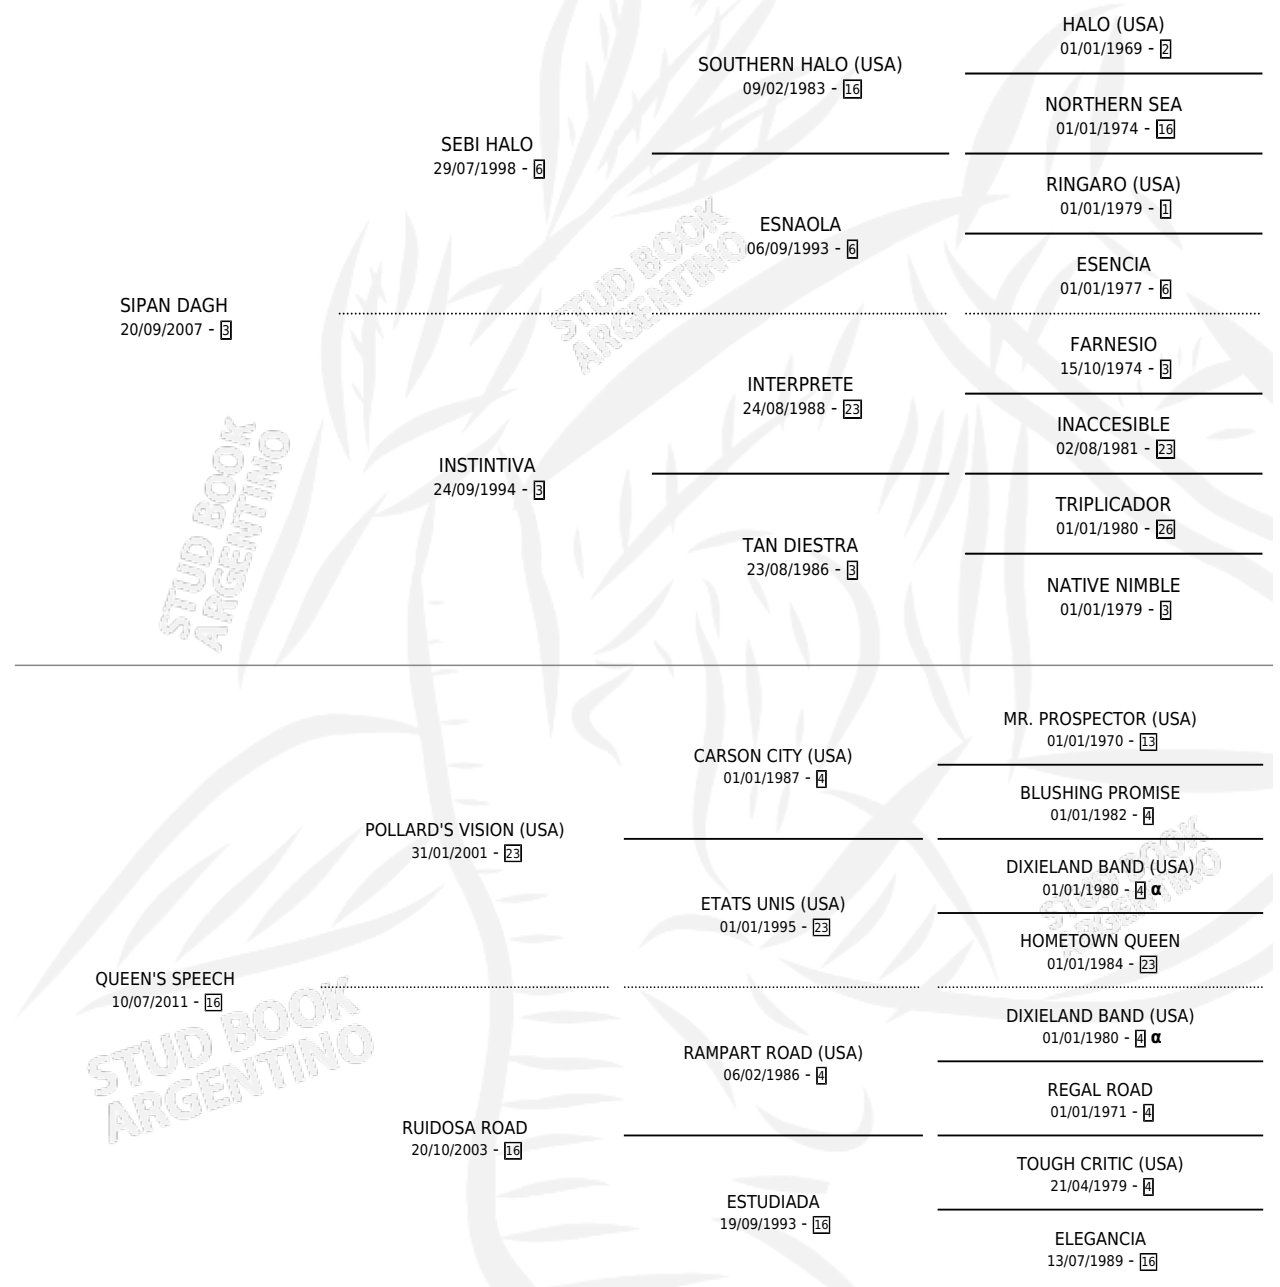 HALO (USA)
01/01/1969 - 2
SOUTHERN HALO (USA)
09/02/1983 - 16
NORTHERN SEA
01/01/1974 - 16
SEBI HALO
29/07/1998 - 6
RINGARO (USA)
01/01/1979 - 1
ESNAOLA
06/09/1993 - 6
ESENCIA
01/01/1977 - 6
SIPAN DAGH
20/09/2007 - 3
FARNESIO
15/10/1974 - 3
INTERPRETE
24/08/1988 - 23
INACCESIBLE
02/08/1981 - 23
INSTINTIVA
24/09/1994 - 3
TRIPLICADOR
01/01/1980 - 26
TAN DIESTRA
23/08/1986 - 3
NATIVE NIMBLE
01/01/1979 - 3
STUD BOOK
ARGENTINO
STUD BOOK
ARGENTINO
MR. PROSPECTOR (USA)
01/01/1970 - 13
CARSON CITY (USA)
01/01/1987 - 4
BLUSHING PROMISE
01/01/1982 - 4
POLLARD'S VISION (USA)
31/01/2001 - 23
DIXIELAND BAND (USA)
01/01/1980 - 4 α
ETATS UNIS (USA)
01/01/1995 - 23
HOMETOWN QUEEN
01/01/1984 - 23
QUEEN'S SPEECH
10/07/2011 - 16
DIXIELAND BAND (USA)
01/01/1980 - 4 α
RAMPART ROAD (USA)
06/02/1986 - 4
REGAL ROAD
01/01/1971 - 4
RUIDOSA ROAD
20/10/2003 - 16
TOUGH CRITIC (USA)
21/04/1979 - 4
ESTUDIADA
19/09/1993 - 16
ELEGANCIA
13/07/1989 - 16
STUD BOOK
ARGENTINO
STUD BOOK
ARGENTINO